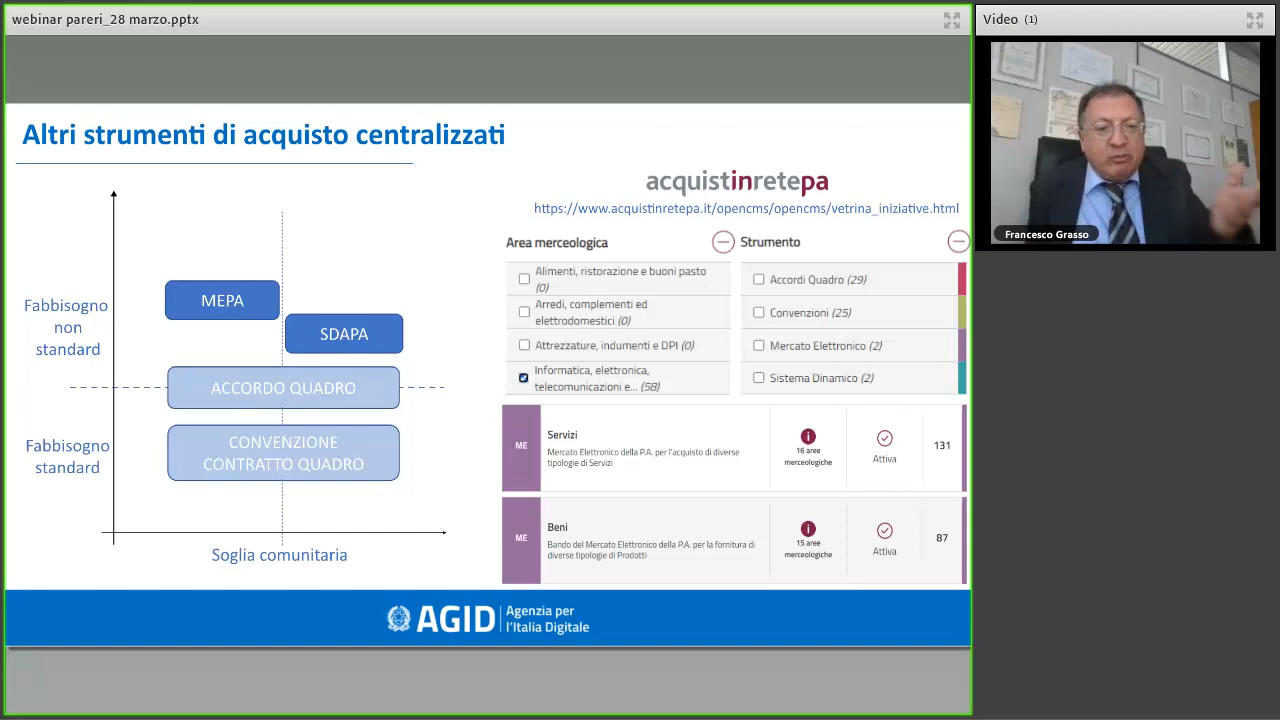 webinar pareri_28 marzo.pptx
Video (1)
Altri strumenti di acquisto centralizzati
Fabbisogno
non
standard
MEPA
SDAPA
ACCORDO QUADRO
Fabbisogno
standard
CONVENZIONE
CONTRATTO QUADRO
Soglia comunitaria
acquistinretepa
https://www.acquistinretepa.it/opencms/opencms/vetrina_iniziative.html
Area merceologica
Alimenti, ristorazione e buoni pasto
(0)
Arredi, complementi ed
elettrodomestici (0)
Attrezzature, indumenti e DPI (0)
Informatica, elettronica,
telecomunicazioni e... (58)
Strumento
Accordi Quadro (29)
Convenzioni (25)
Mercato Elettronico (2)
Sistema Dinamico (2)
ME
Servizi
Mercato Elettronico della P.A. per l'acquisto di diverse
tipologie di Servizi
16 aree
merceologiche
Attiva
131
ME
Beni
Bando del Mercato Elettronico della P.A. per la fornitura di
diverse tipologie di Prodotti
15 aree
merceologiche
Attiva
87
AGID
Agenzia per
l'Italia Digitale
Francesco Grasso